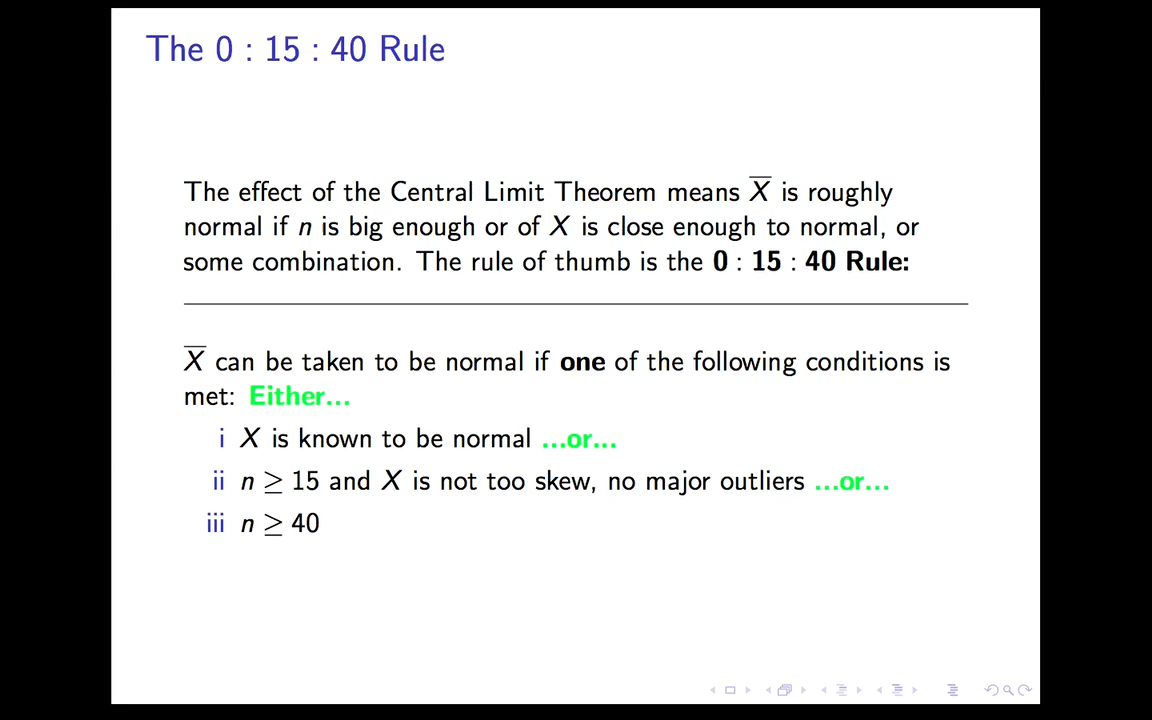 The 0 : 15 : 40 Rule
The effect of the Central Limit Theorem means X̅ is roughly
normal if n is big enough or of X is close enough to normal, or
some combination. The rule of thumb is the 0 : 15 : 40 Rule:
X̅ can be taken to be normal if one of the following conditions is
met: Either...
i X is known to be normal ...or...
ii n ≥ 15 and X is not too skew, no major outliers ...or...
iii n ≥ 40